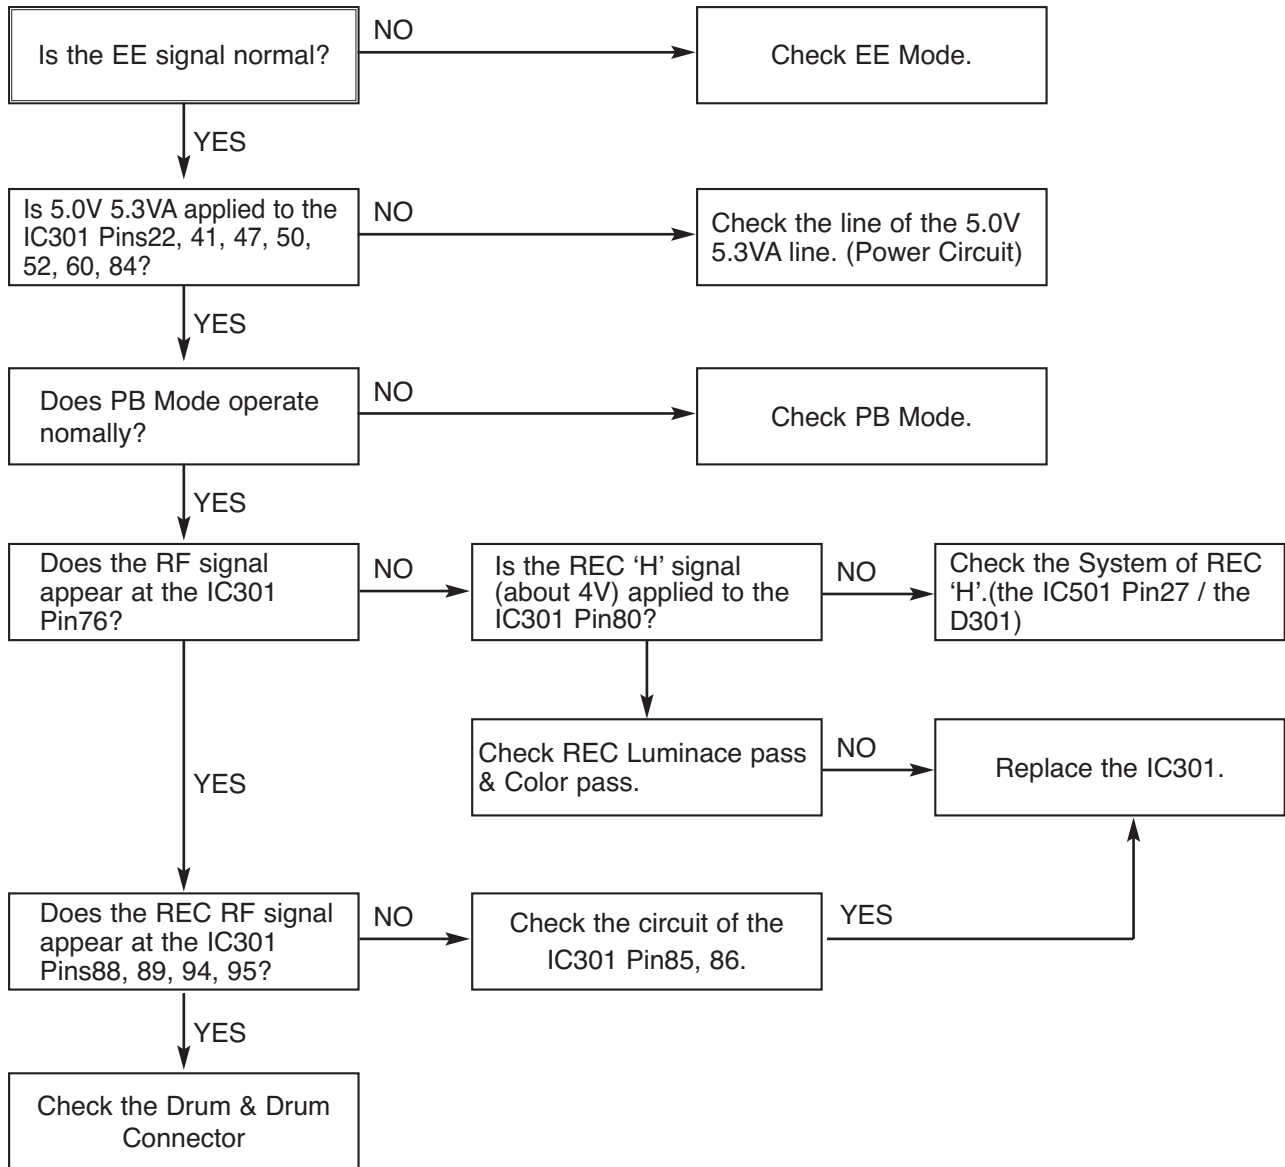 Is the EE signal normal?
NO
Check EE Mode.
YES
Is 5.0V 5.3VA applied to the
IC301 Pins22, 41, 47, 50,
52, 60, 84?
NO
Check the line of the 5.0V
5.3VA line. (Power Circuit)
YES
Does PB Mode operate
nomally?
NO
Check PB Mode.
YES
Does the RF signal
appear at the IC301
Pin76?
NO
Is the REC ‘H’ signal
(about 4V) applied to the
IC301 Pin80?
NO
Check the System of REC
‘H’.(the IC501 Pin27 / the
D301)
YES
Check REC Luminace pass
& Color pass.
NO
Replace the IC301.
Does the REC RF signal
appear at the IC301
Pins88, 89, 94, 95?
NO
Check the circuit of the
IC301 Pin85, 86.
YES
YES
Check the Drum & Drum
Connector